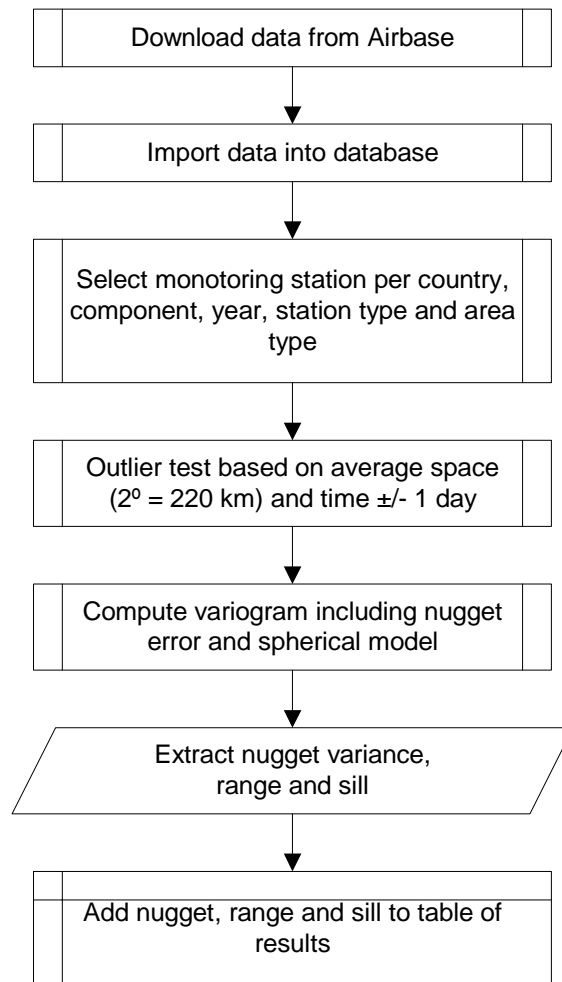 Download data from Airbase
Import data into database
Select monotoring station per country,
component, year, station type and area
type
Outlier test based on average space
(2º = 220 km) and time +/- 1 day
Compute variogram including nugget
error and spherical model
Extract nugget variance,
range and sill
Add nugget, range and sill to table of
results